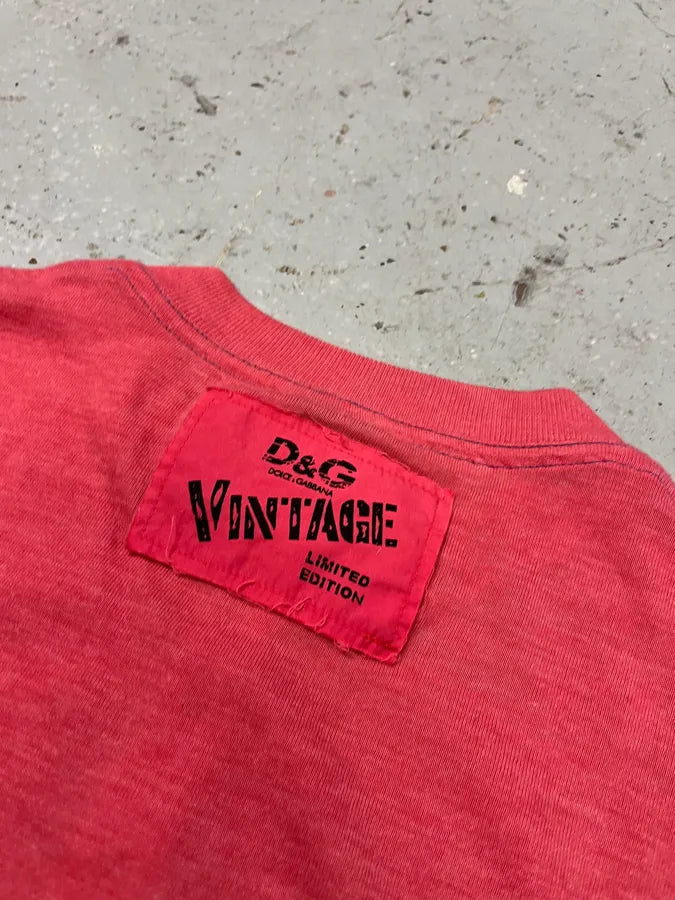 D&G
DOLCE & GABBANA
VINTAGE
LIMITED
EDITION